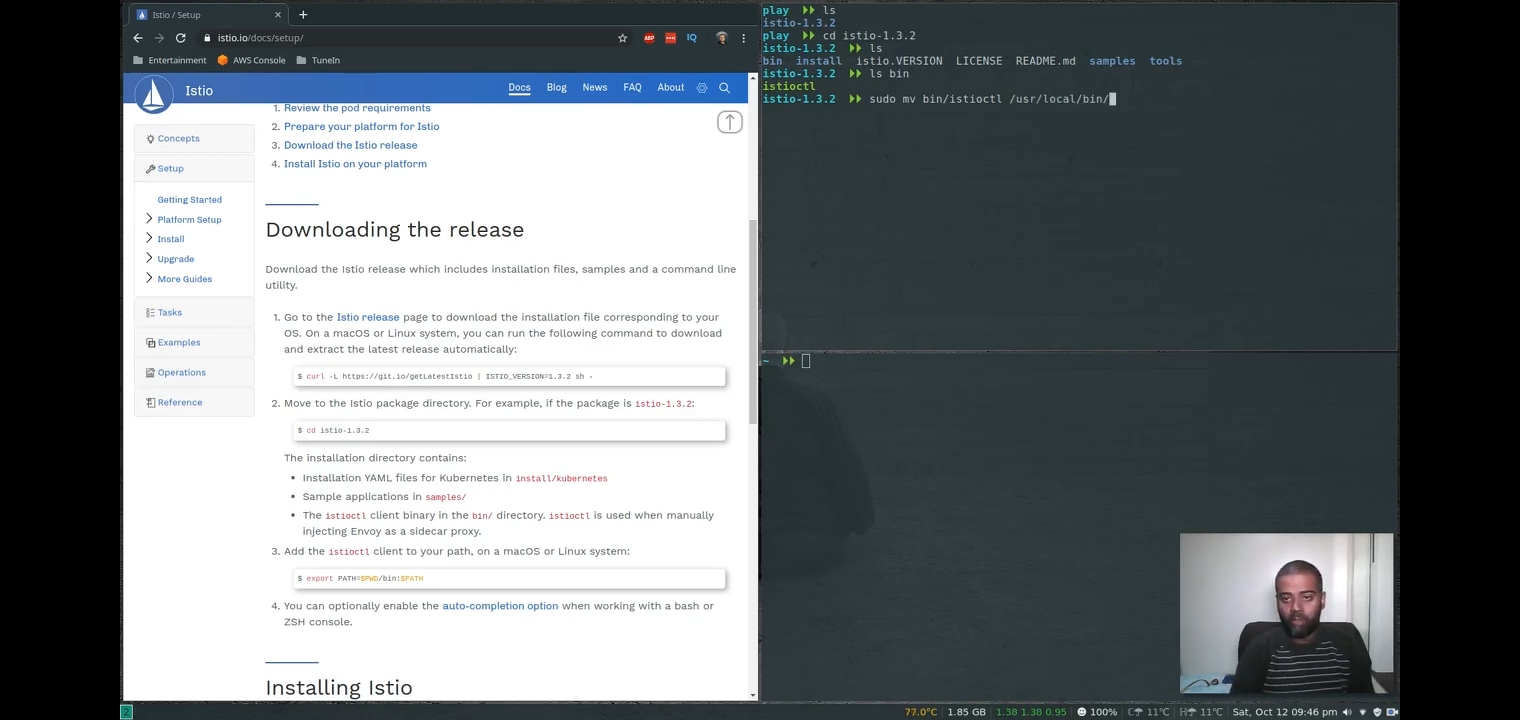 Istio / Setup
istio.io/docs/setup/
ABP
IQ
Entertainment AWS Console TuneIn
Istio
Docs Blog News FAQ About
Concepts
Setup
Getting Started
Platform Setup
Install
Upgrade
More Guides
Tasks
Examples
Operations
Reference
1. Review the pod requirements
2. Prepare your platform for Istio
3. Download the Istio release
4. Install Istio on your platform
Downloading the release
Download the Istio release which includes installation files, samples and a command line
utility.
1. Go to the Istio release page to download the installation file corresponding to your
OS. On a macOS or Linux system, you can run the following command to download
and extract the latest release automatically:
$ curl -L https://git.io/getLatestIstio | ISTIO_VERSION=1.3.2 sh -
2. Move to the Istio package directory. For example, if the package is istio-1.3.2:
$ cd istio-1.3.2
The installation directory contains:
• Installation YAML files for Kubernetes in install/kubernetes
• Sample applications in samples/
• The istioctl client binary in the bin/ directory. istioctl is used when manually
injecting Envoy as a sidecar proxy.
3. Add the istioctl client to your path, on a macOS or Linux system:
$ export PATH=$PWD/bin:$PATH
4. You can optionally enable the auto-completion option when working with a bash or
ZSH console.
Installing Istio
play ls
istio-1.3.2
play cd istio-1.3.2
istio-1.3.2 ls
bin install istio.VERSION LICENSE README.md samples tools
istio-1.3.2 ls bin
istioctl
istio-1.3.2 sudo mv bin/istioctl /usr/local/bin/
~
2
77.0°C 1.85 GB 1.38 1.38 0.95 100% C 11°C H 11°C Sat, Oct 12 09:46 pm